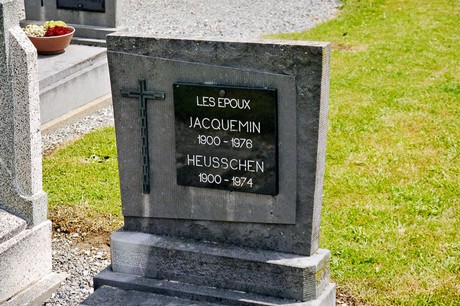 LES EPOUX
JACQUEMIN
1900 - 1976
HEUSSCHEN
1900 - 1974